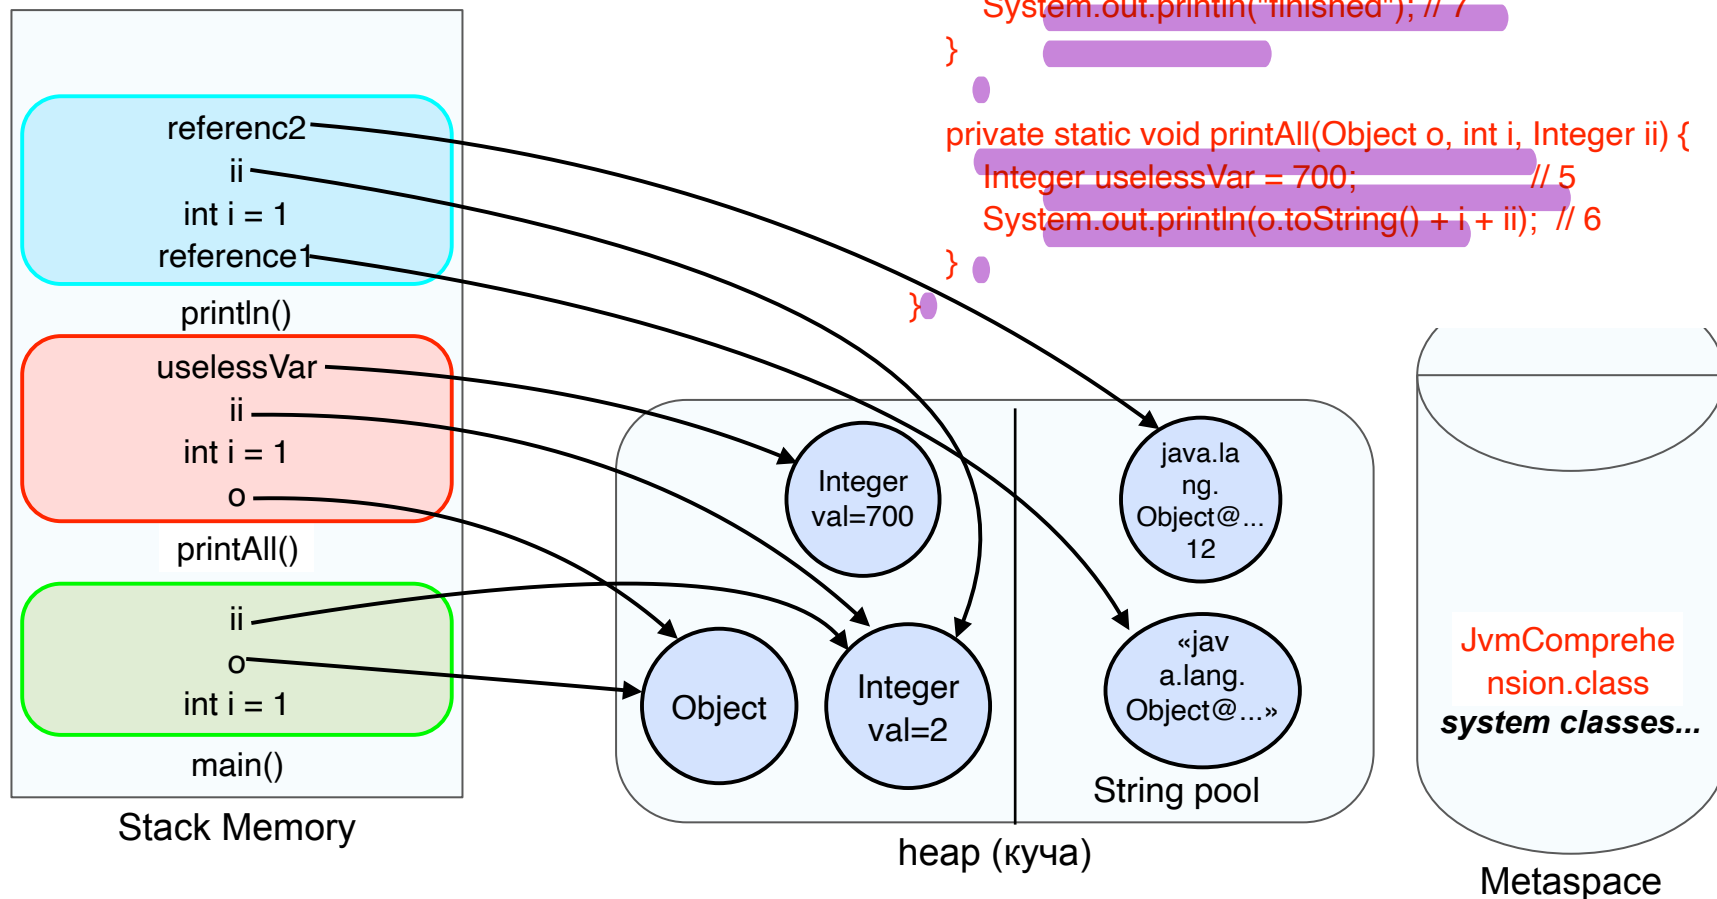 System.out.println("finished"); // 7
}
private static void printAll(Object o, int i, Integer ii) {
Integer uselessVar = 700; // 5
System.out.println(o.toString() + i + ii); // 6
}
}
referenc2
ii
int i = 1
reference1
println()
uselessVar
ii
int i = 1
o
printAll()
ii
o
int i = 1
main()
Stack Memory
Integer
val=700
Object
Integer
val=2
java.la
ng.
Object@...
12
«jav
a.lang.
Object@...»
String pool
heap (куча)
JvmComprehe
nsion.class
system classes...
Metaspace